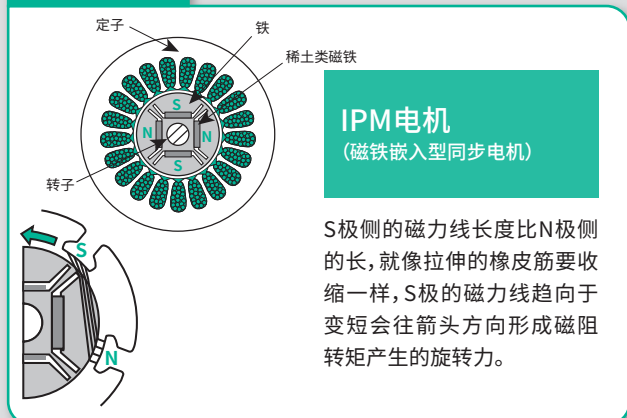 定子
铁
稀土类磁铁
S
N
N
S
转子
S
N
IPM电机
（磁铁嵌入型同步电机）
S极侧的磁力线长度比N极侧
的长，就像拉伸的橡皮筋要收
缩一样，S极的磁力线趋向于
变短会往箭头方向形成磁阻
转矩产生的旋转力。